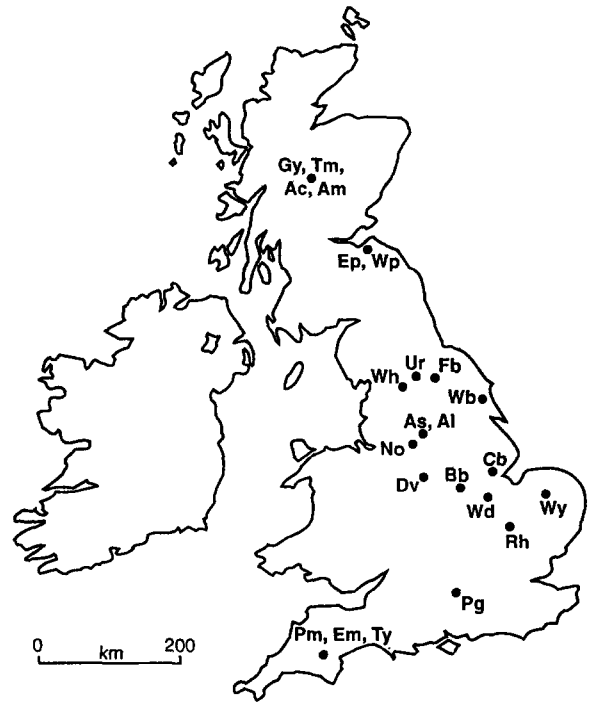 Gy, Tm,
Ac, Am
Ep, Wp
Ur
Fb
Wh
Wb
As, Al
No
Cb
Bb
Dv
Wd
Wy
Rh
Pg
Pm, Em, Ty
0 200
km